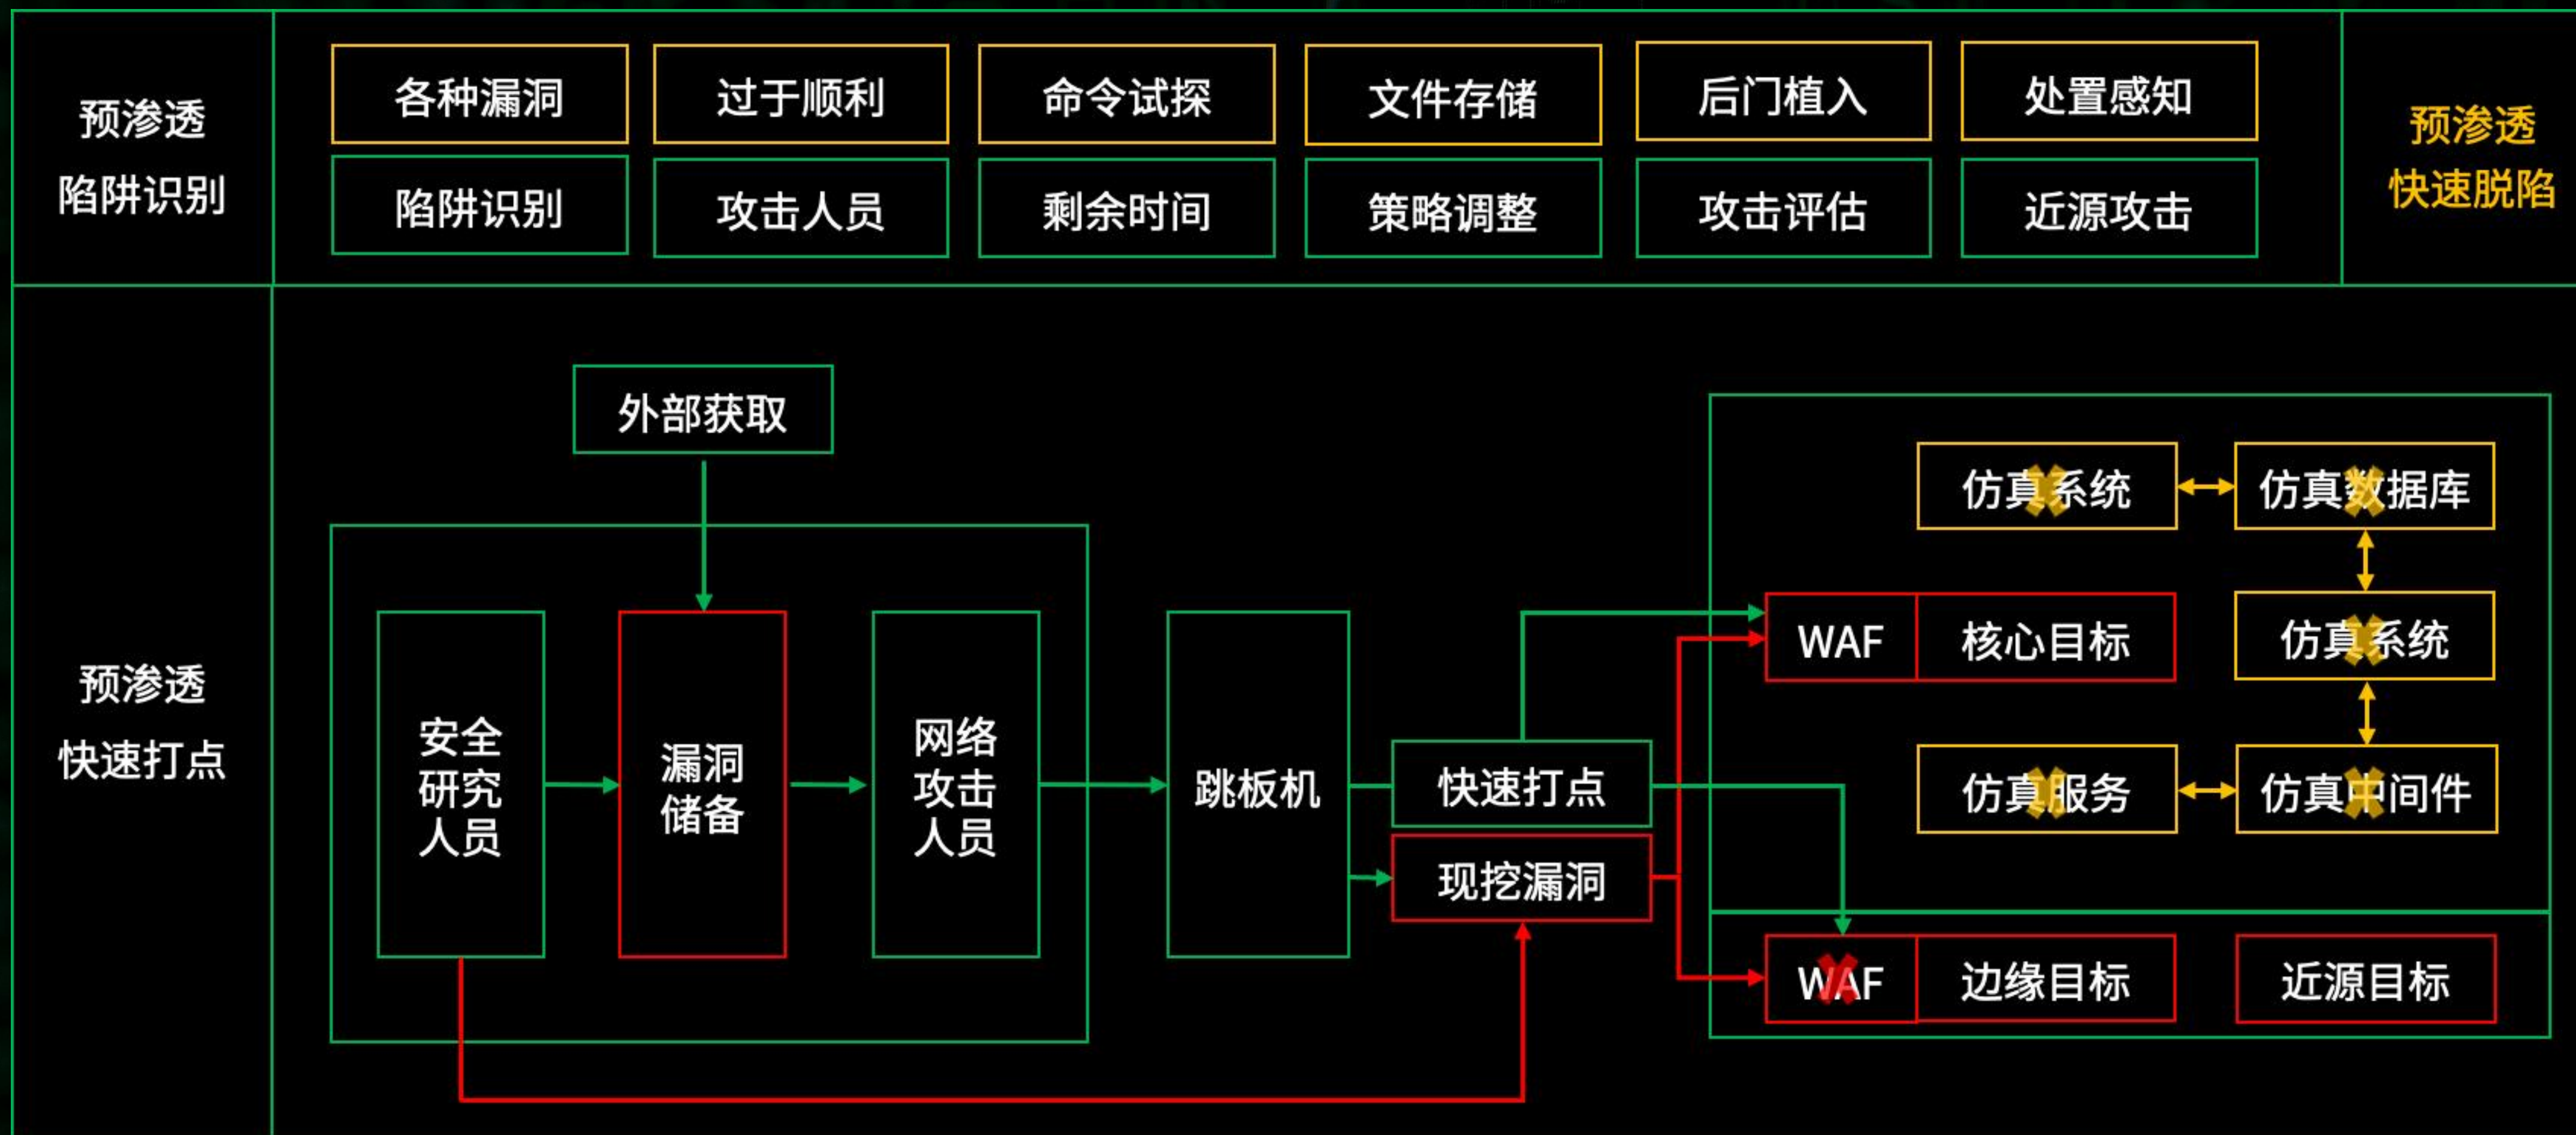 预渗透
陷阱识别
各种漏洞
过于顺利
命令试探
文件存储
后门植入
处置感知
陷阱识别
攻击人员
剩余时间
策略调整
攻击评估
近源攻击
预渗透
快速脱陷
预渗透
快速打点
外部获取
安全
研究
人员
漏洞
储备
网络
攻击
人员
跳板机
快速打点
现挖漏洞
仿真系统
仿真数据库
WAF
核心目标
仿真系统
仿真服务
仿真中间件
WAF
边缘目标
近源目标